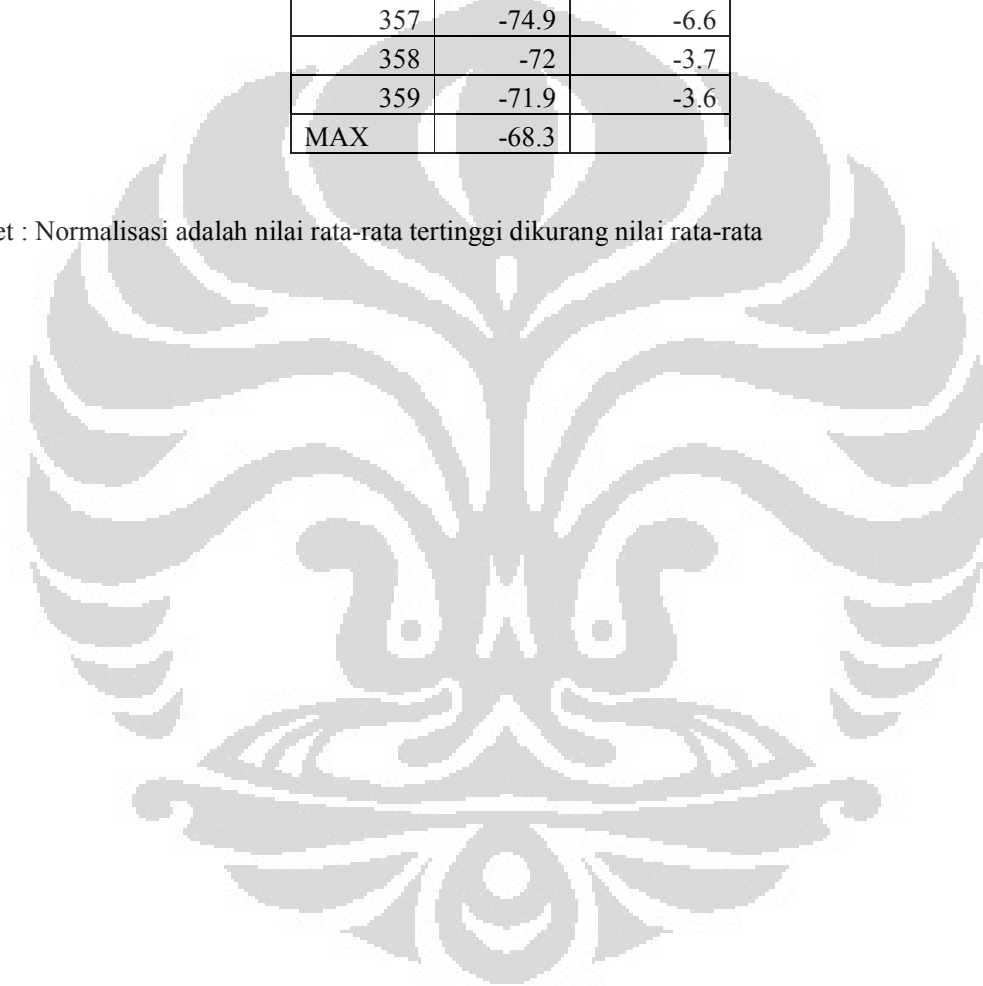 357 -74.9 -6.6
358 -72 -3.7
359 -71.9 -3.6
MAX -68.3
et : Normalisasi adalah nilai rata-rata tertinggi dikurang nilai rata-rata